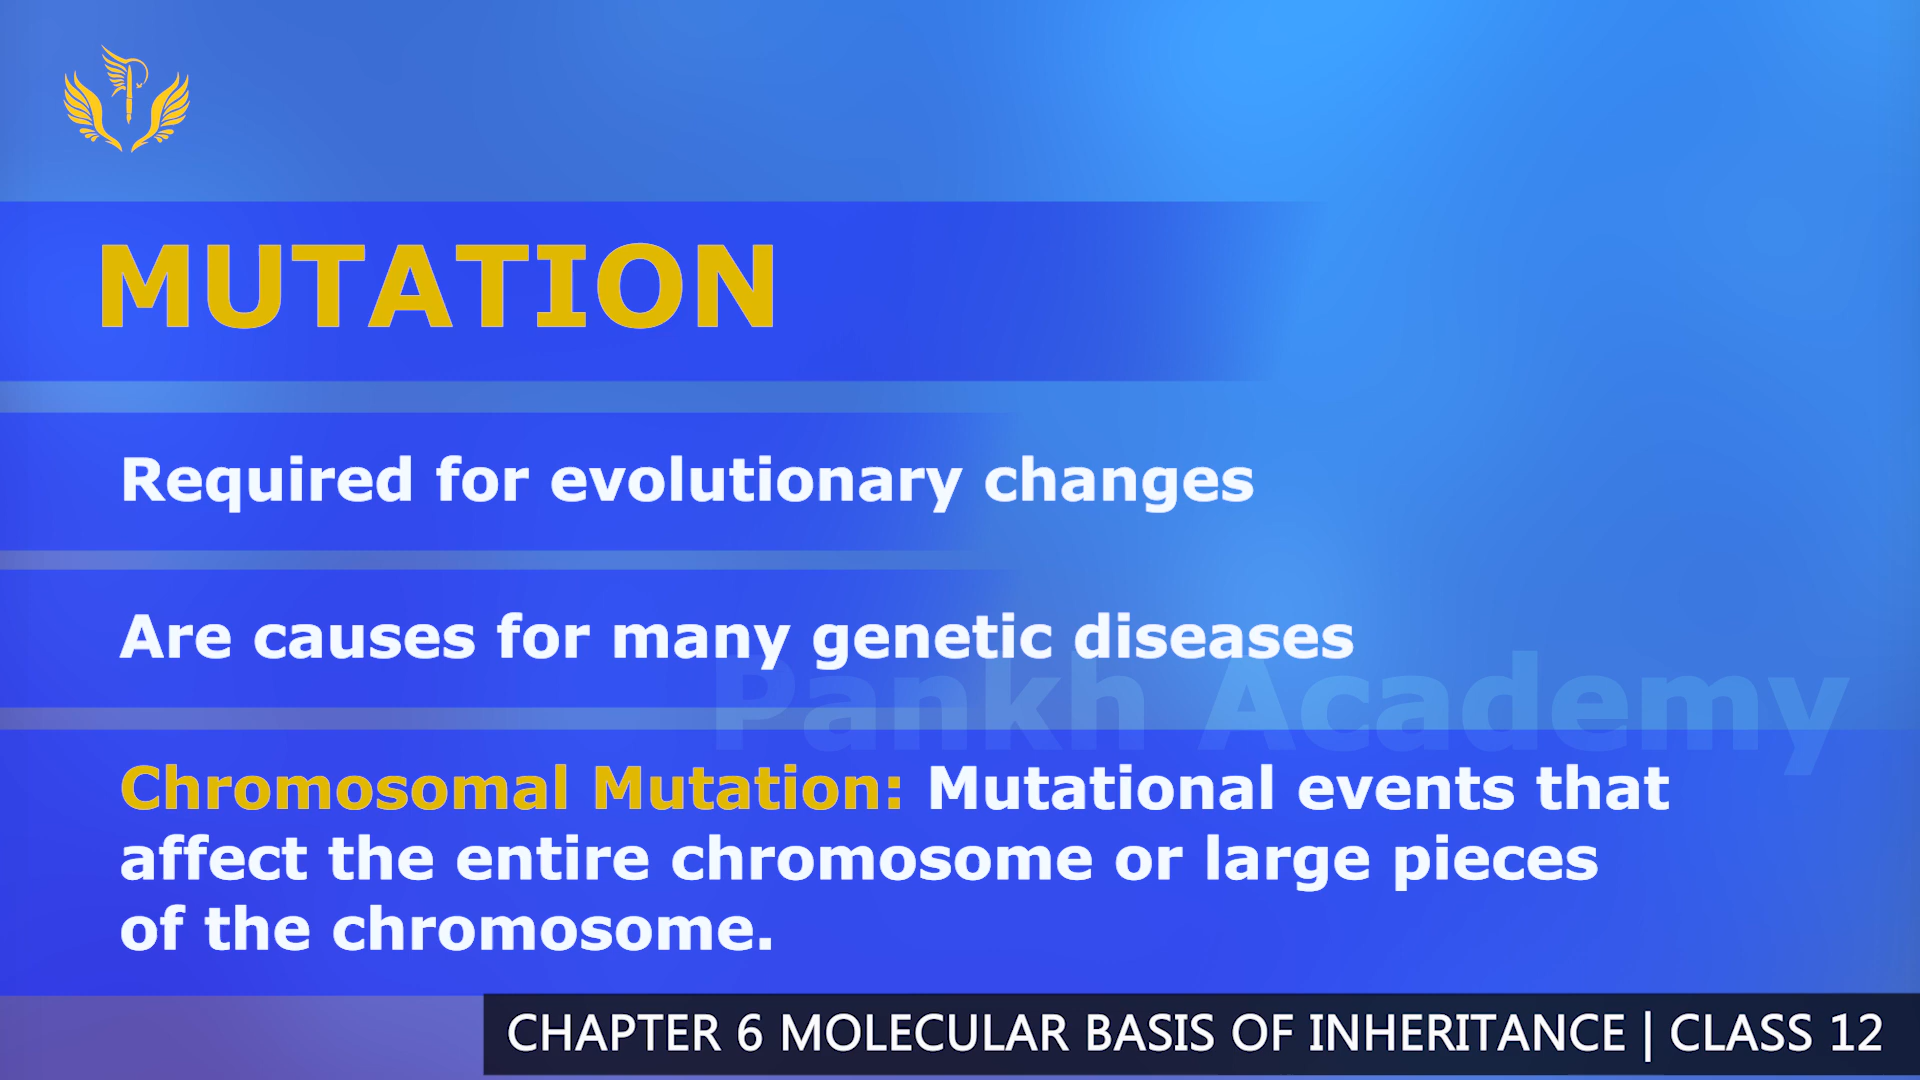 MUTATION
Required for evolutionary changes
Are causes for many genetic diseases
Pankh Academy
Chromosomal Mutation: Mutational events that
affect the entire chromosome or large pieces
of the chromosome.
CHAPTER 6 MOLECULAR BASIS OF INHERITANCE | CLASS 12